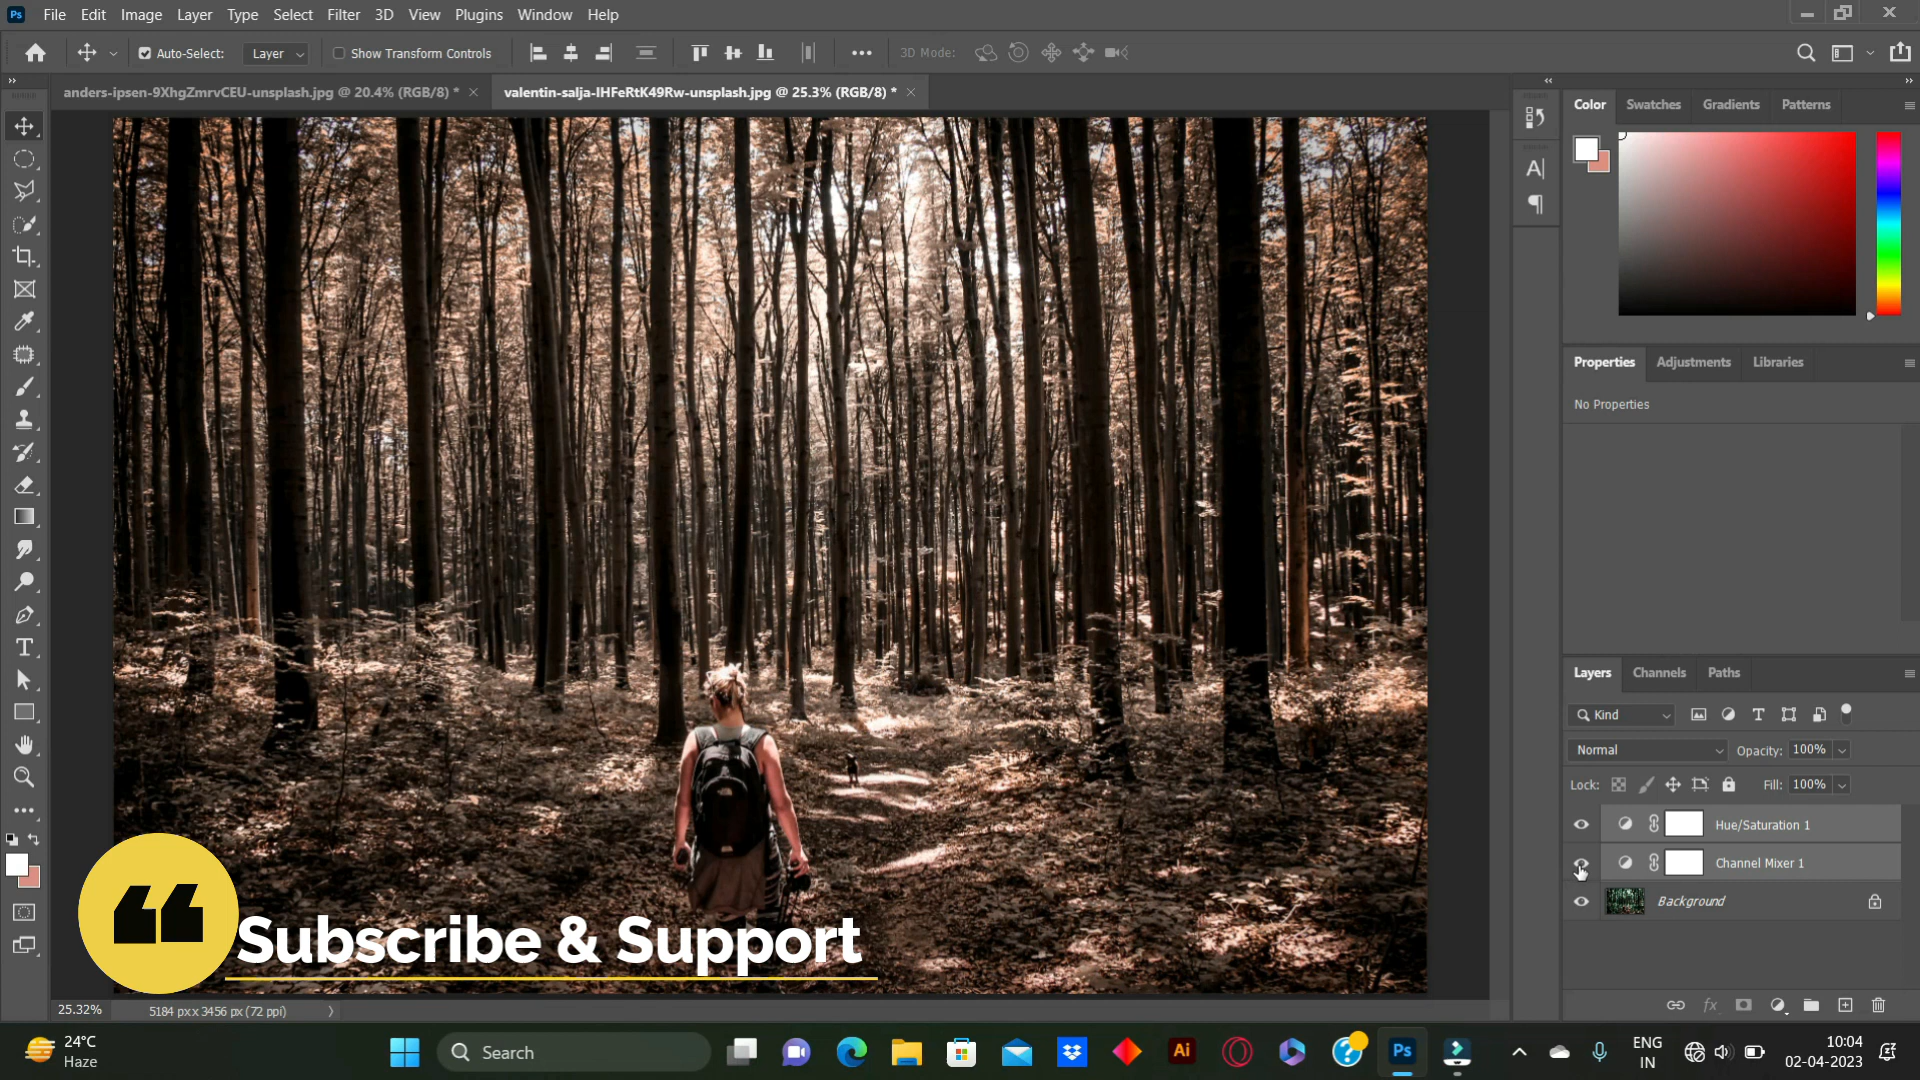 Ps File Edit Image Layer Type Select Filter 3D View Plugins Window Help
Auto-Select: Layer Show Transform Controls 3D Mode:
anders-ipsen-9XhgZmrvCEU-unsplash.jpg @ 20.4% (RGB/8) *
valentin-salja-IHFeRtK49Rw-unsplash.jpg @ 25.3% (RGB/8) *
Color Swatches Gradients Patterns
Properties Adjustments Libraries
No Properties
Layers Channels Paths
Kind
Normal Opacity: 100%
Lock: Fill: 100%
Hue/Saturation 1
Channel Mixer 1
Background
Subscribe & Support
25.32% 5184 px x 3456 px (72 ppi)
24°C
Haze
Search
Ai
Ps
ENG
IN
10:04
02-04-2023